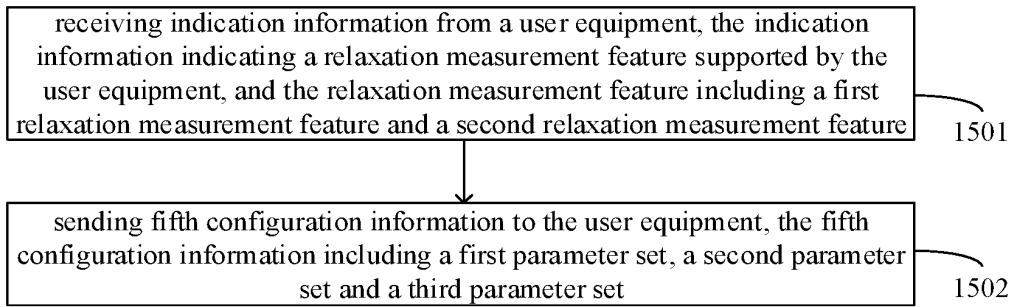 receiving indication information from a user equipment, the indication
information indicating a relaxation measurement feature supported by the
user equipment, and the relaxation measurement feature including a first
relaxation measurement feature and a second relaxation measurement feature
1501
sending fifth configuration information to the user equipment, the fifth
configuration information including a first parameter set, a second parameter
set and a third parameter set
1502